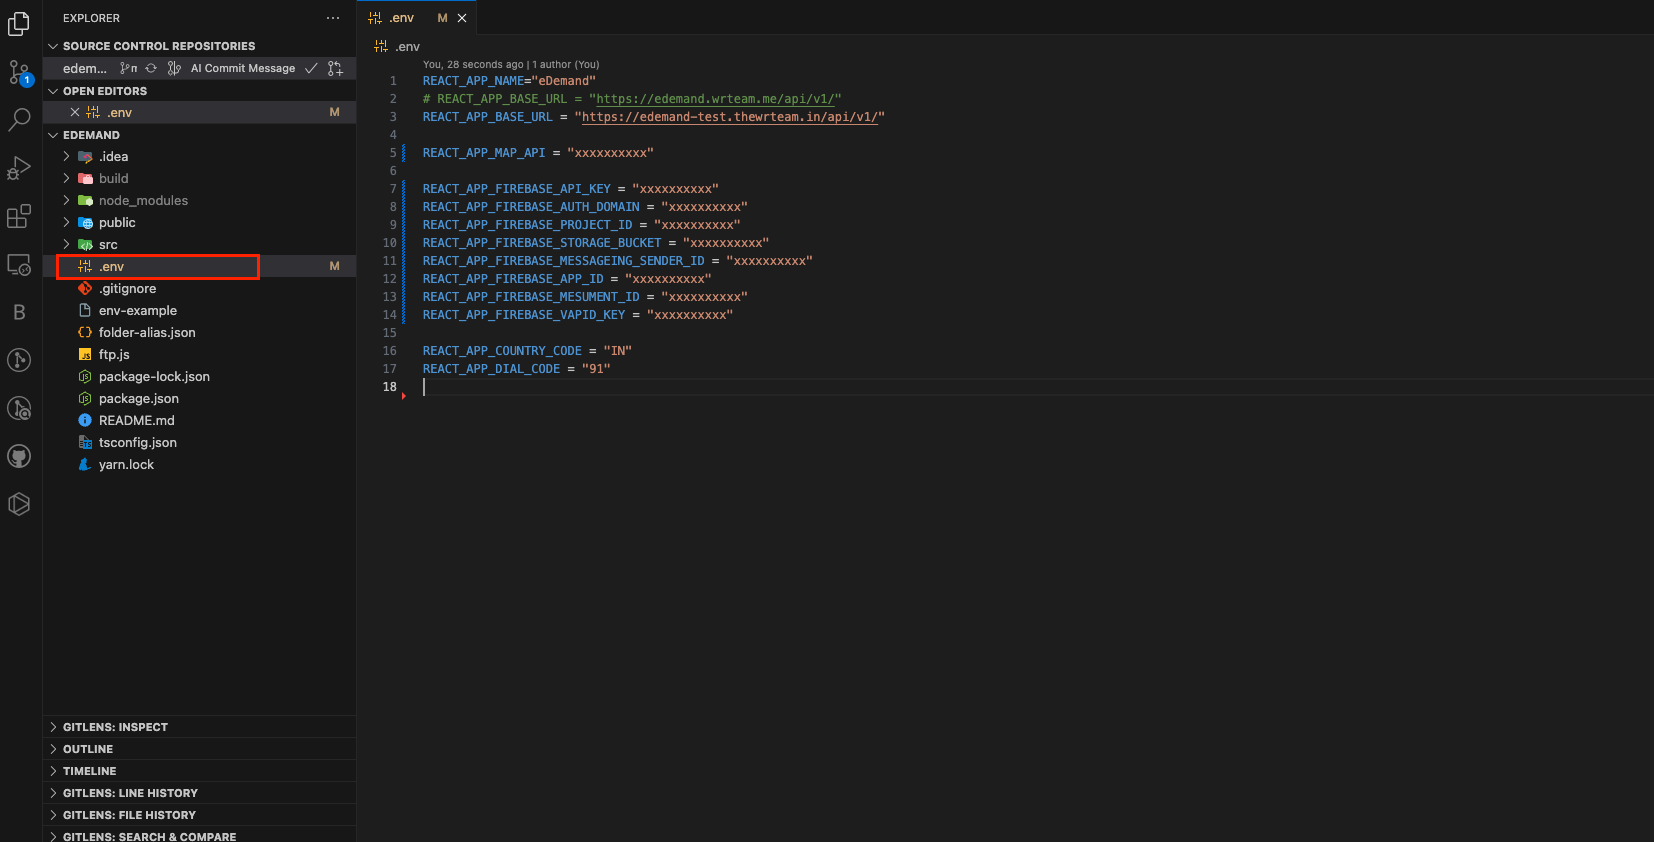 EXPLORER
SOURCE CONTROL REPOSITORIES
edem... AI Commit Message
1
OPEN EDITORS
.env M
EDEMAND
.idea
build
node_modules
public
src
.env M
.gitignore
env-example
folder-alias.json
ftp.js
package-lock.json
package.json
README.md
tsconfig.json
yarn.lock
GITLENS: INSPECT
OUTLINE
TIMELINE
GITLENS: LINE HISTORY
GITLENS: FILE HISTORY
GITLENS: SEARCH & COMPARE
.env M
.env
You, 28 seconds ago | 1 author (You)
1 REACT_APP_NAME="eDemand"
2 # REACT_APP_BASE_URL = "https://edemand.wrteam.me/api/v1/"
3 REACT_APP_BASE_URL = "https://edemand-test.thewrteam.in/api/v1/"
4
5 REACT_APP_MAP_API = "xxxxxxxxxx"
6
7 REACT_APP_FIREBASE_API_KEY = "xxxxxxxxxx"
8 REACT_APP_FIREBASE_AUTH_DOMAIN = "xxxxxxxxxx"
9 REACT_APP_FIREBASE_PROJECT_ID = "xxxxxxxxxx"
10 REACT_APP_FIREBASE_STORAGE_BUCKET = "xxxxxxxxxx"
11 REACT_APP_FIREBASE_MESSAGEING_SENDER_ID = "xxxxxxxxxx"
12 REACT_APP_FIREBASE_APP_ID = "xxxxxxxxxx"
13 REACT_APP_FIREBASE_MESUMENT_ID = "xxxxxxxxxx"
14 REACT_APP_FIREBASE_VAPID_KEY = "xxxxxxxxxx"
15
16 REACT_APP_COUNTRY_CODE = "IN"
17 REACT_APP_DIAL_CODE = "91"
18